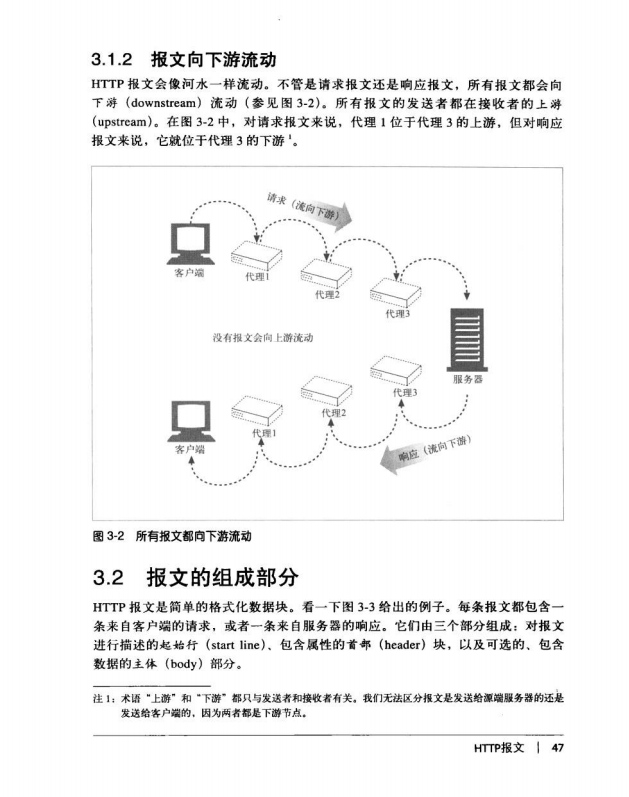 3.1.2 报文向下游流动
HTTP 报文会像河水一样流动。不管是请求报文还是响应报文，所有报文都会向
下游（downstream）流动（参见图 3-2）。所有报文的发送者都在接收者的上游
（upstream）。在图 3-2 中，对请求报文来说，代理 1 位于代理 3 的上游，但对响应
报文来说，它就位于代理 3 的下游 ¹。
请求（流向下游）
客户端
代理1
代理2
代理3
没有报文会向上游流动
服务器
代理3
代理2
代理1
客户端
响应（流向下游）
图 3-2 所有报文都向下游流动
3.2 报文的组成部分
HTTP 报文是简单的格式化数据块。看一下图 3-3 给出的例子。每条报文都包含一
条来自客户端的请求，或者一条来自服务器的响应。它们由三个部分组成：对报文
进行描述的起始行（start line）、包含属性的首部（header）块，以及可选的、包含
数据的主体（body）部分。
注 1：术语“上游”和“下游”都只与发送者和接收者有关。我们无法区分报文是发送给源端服务器的还是
发送给客户端的，因为两者都是下游节点。
HTTP报文 | 47